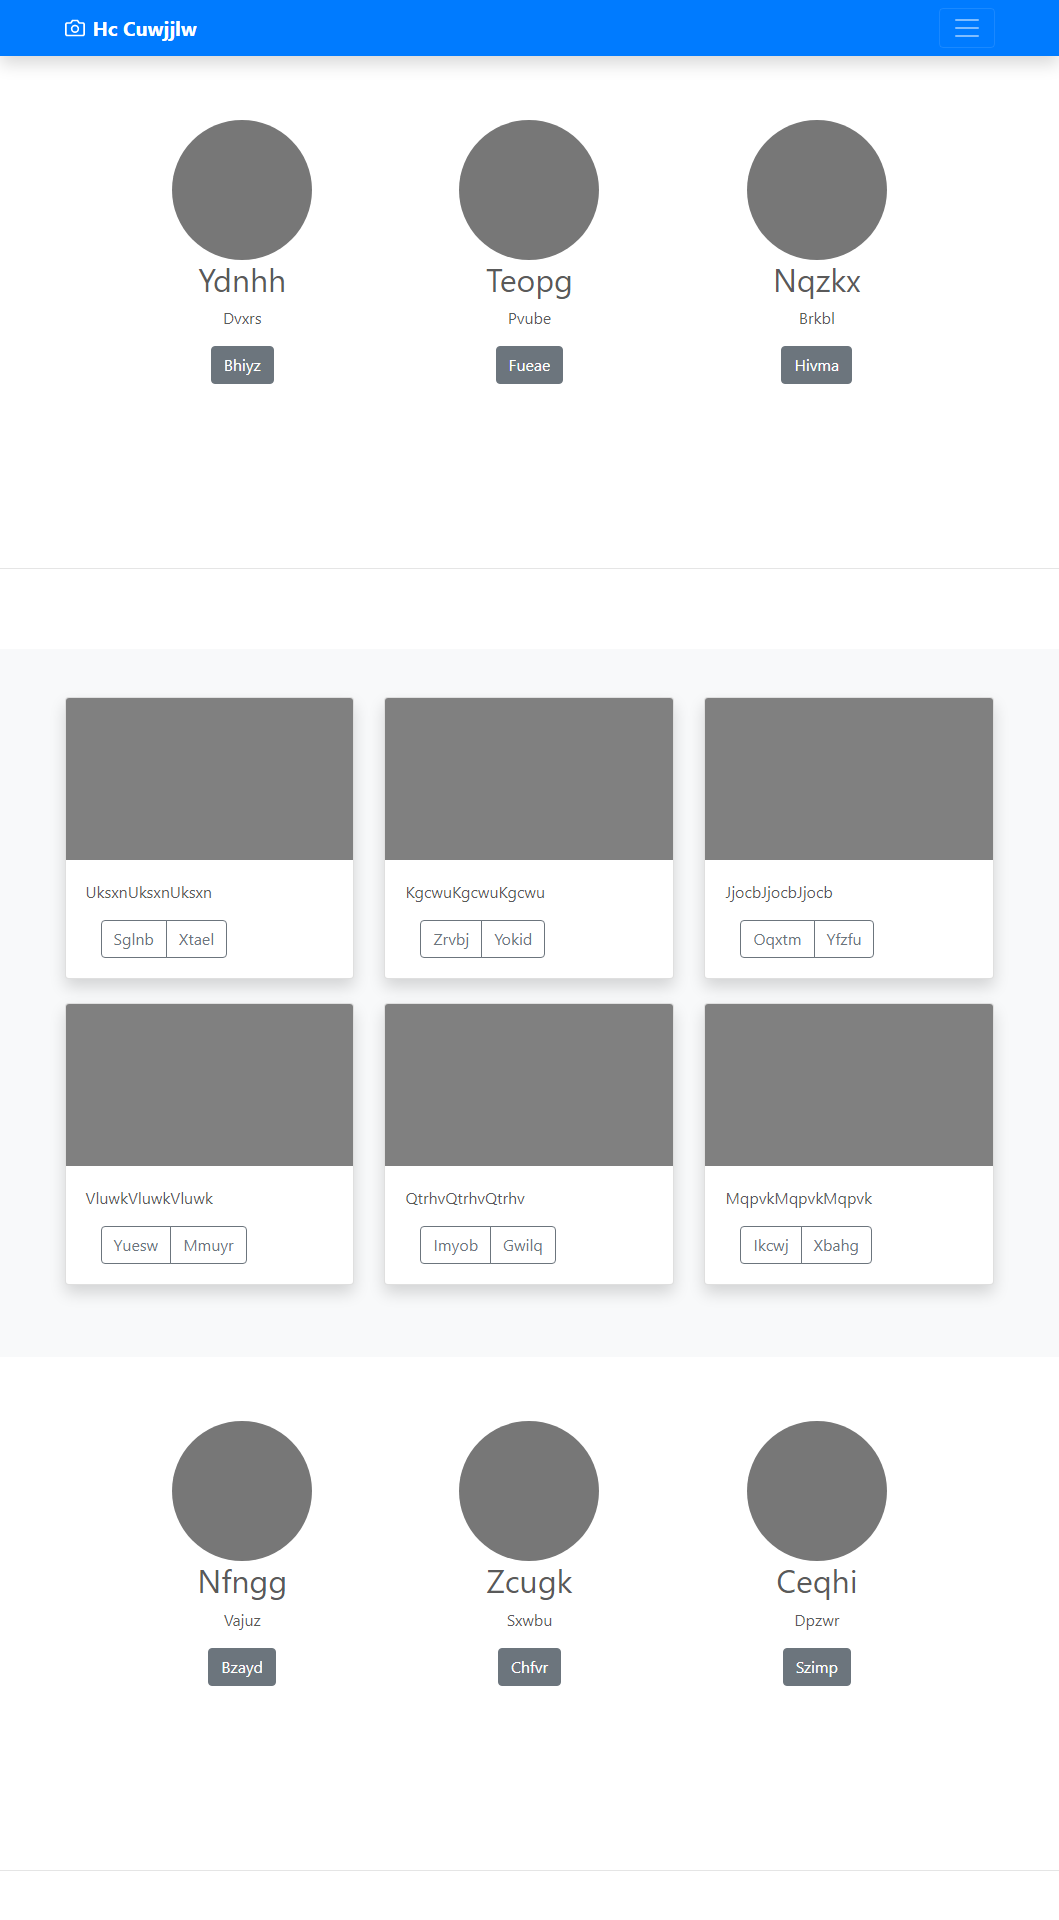 Hc Cuwjjlw
Ydnhh Teopg Nqzkx
Dvxrs Pvube Brkbl
Bhiyz Fueae Hivma
UksxnUksxnUksxn KgcwuKgcwuKgcwu JjocbJjocbJjocb
Sglnb Xtael Zrvbj Yokid Oqxtm Yfzfu
VluwkVluwkVluwk QtrhvQtrhvQtrhv MqpvkMqpvkMqpvk
Yuesw Mmuyr Imyob Gwilq Ikcwj Xbahg
Nfngg Zcugk Ceqhi
Vajuz Sxwbu Dpzwr
Bzayd Chfvr Szimp